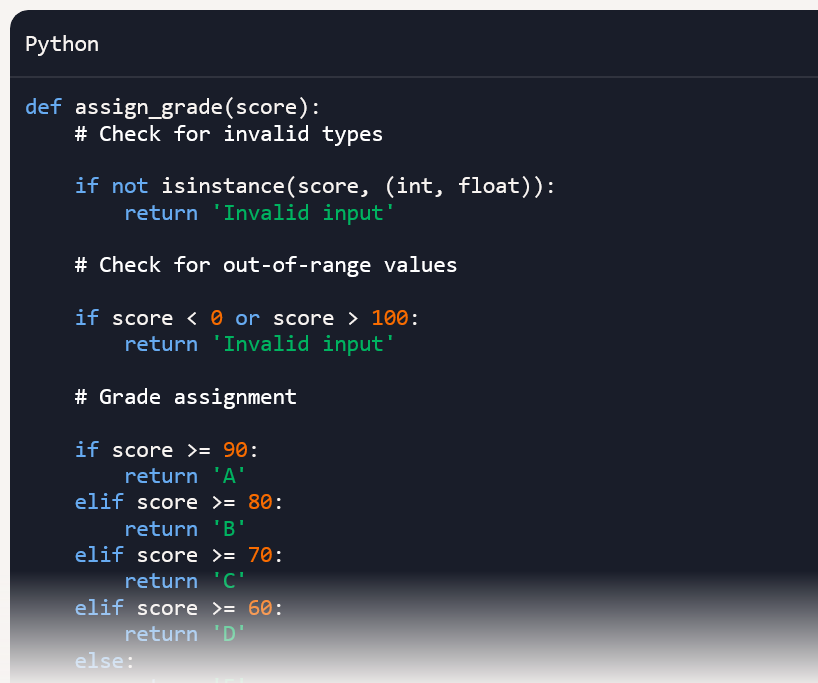 Python
def assign_grade(score):
    # Check for invalid types
    if not isinstance(score, (int, float)):
        return 'Invalid input'
    # Check for out-of-range values
    if score < 0 or score > 100:
        return 'Invalid input'
    # Grade assignment
    if score >= 90:
        return 'A'
    elif score >= 80:
        return 'B'
    elif score >= 70:
        return 'C'
    elif score >= 60:
        return 'D'
    else: